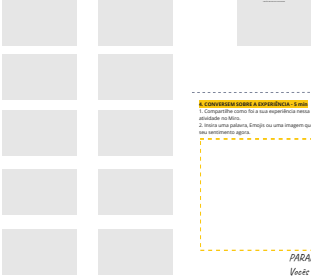 4. CONVERSEM SOBRE A EXPERIÊNCIA - 5 min
1. Compartilhe como foi a sua experiência nessa
atividade no Miro.
2. Insira uma palavra, Emojis ou uma imagem qu
seu sentimento agora.
PARA
Vocês